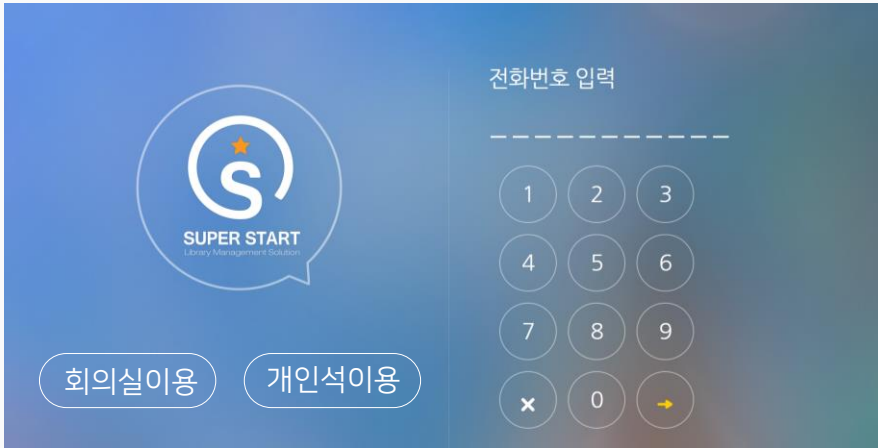 S
SUPER START
Library Management Solution
회의실이용 개인석이용
전화번호 입력
___________
1 2 3
4 5 6
7 8 9
× 0 →